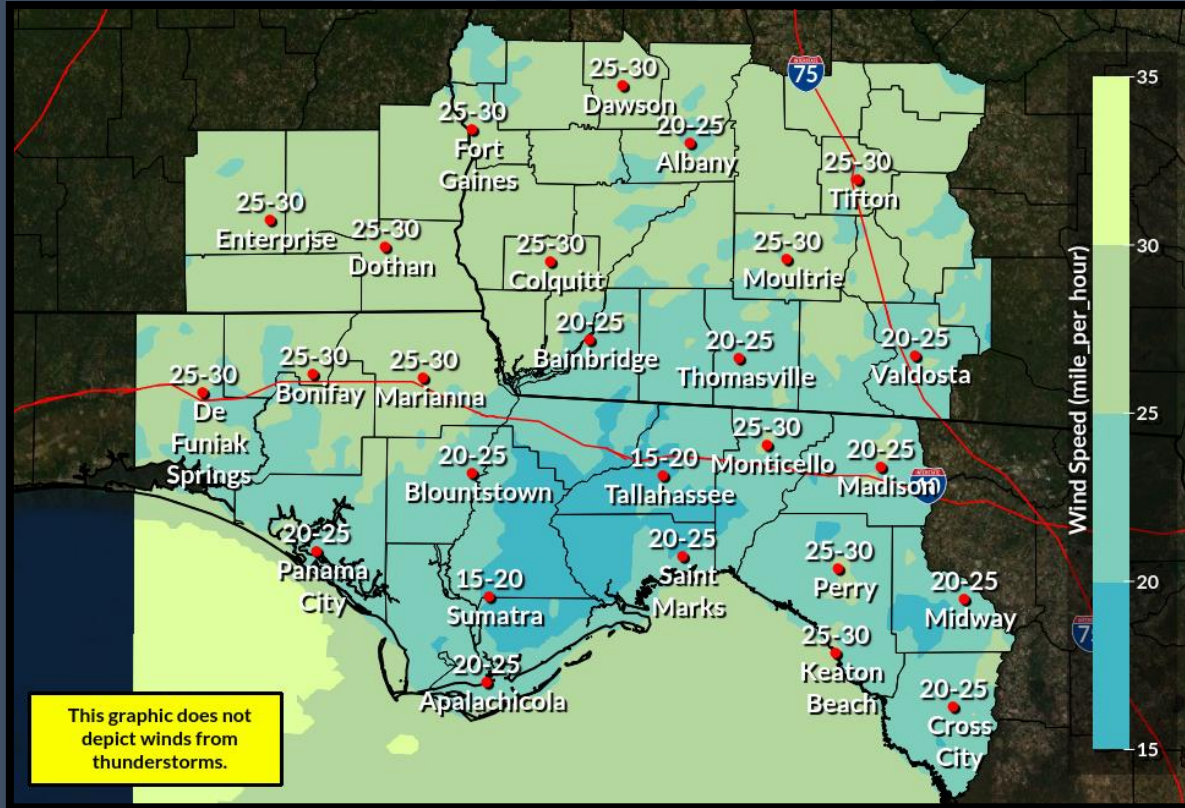 75
25-30
Dawson
25-30
Fort
Gaines
20-25
Albany
25-30
Tifton
25-30
Enterprise
25-30
Dothan
25-30
Colquitt
25-30
Moultrie
20-25
Bainbridge
20-25
Thomasville
20-25
Valdosta
25-30
De
Funiak
Springs
25-30
Bonifay
25-30
Marianna
20-25
Blountstown
15-20
Tallahassee
25-30
Monticello
20-25
Madison
20-25
Panama
City
15-20
Sumatra
20-25
Saint
Marks
25-30
Perry
20-25
Midway
20-25
Apalachicola
25-30
Keaton
Beach
20-25
Cross
City
This graphic does not
depict winds from
thunderstorms.
Wind Speed (mile_per_hour)
35
30
25
20
15